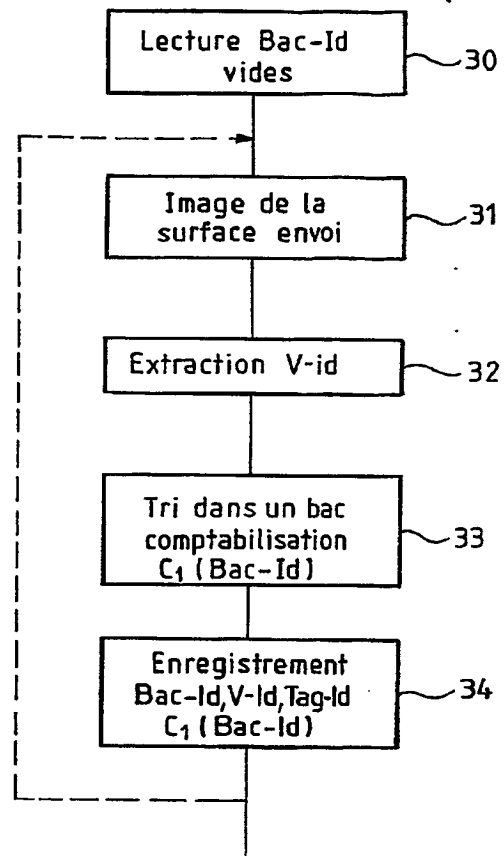 Lecture Bac-Id
vides
30
Image de la
surface envoi
31
Extraction V-id
32
Tri dans un bac
comptabilisation
C₁ (Bac-Id)
33
Enregistrement
Bac-Id, V-Id, Tag-Id
C₁ (Bac-Id)
34